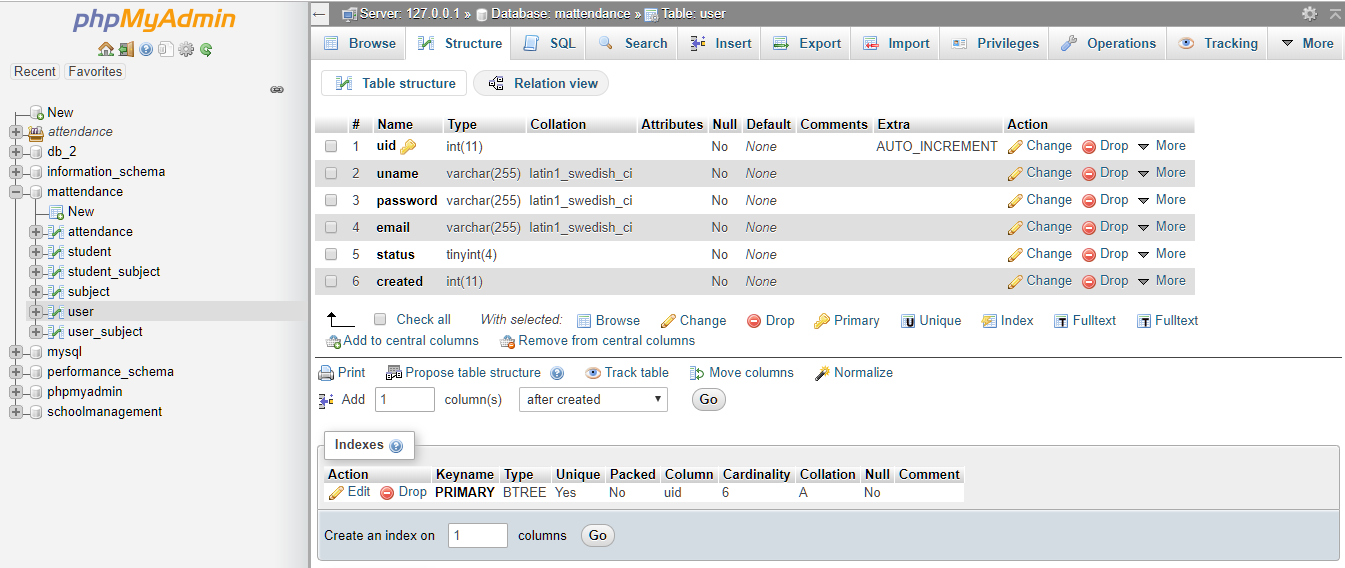 phpMyAdmin
Recent Favorites
New
attendance
db_2
information_schema
mattendance
New
attendance
student
student_subject
subject
user
user_subject
mysql
performance_schema
phpmyadmin
schoolmanagement
Server: 127.0.0.1 » Database: mattendance » Table: user
Browse Structure SQL Search Insert Export Import Privileges Operations Tracking More
Table structure Relation view
# Name Type Collation Attributes Null Default Comments Extra Action
1 uid int(11) No None AUTO_INCREMENT Change Drop More
2 uname varchar(255) latin1_swedish_ci No None Change Drop More
3 password varchar(255) latin1_swedish_ci No None Change Drop More
4 email varchar(255) latin1_swedish_ci No None Change Drop More
5 status tinyint(4) No None Change Drop More
6 created int(11) No None Change Drop More
Check all With selected: Browse Change Drop Primary Unique Index Fulltext Fulltext
Add to central columns Remove from central columns
Print Propose table structure Track table Move columns Normalize
Add 1 column(s) after created Go
Indexes
Action Keyname Type Unique Packed Column Cardinality Collation Null Comment
Edit Drop PRIMARY BTREE Yes No uid 6 A No
Create an index on 1 columns Go